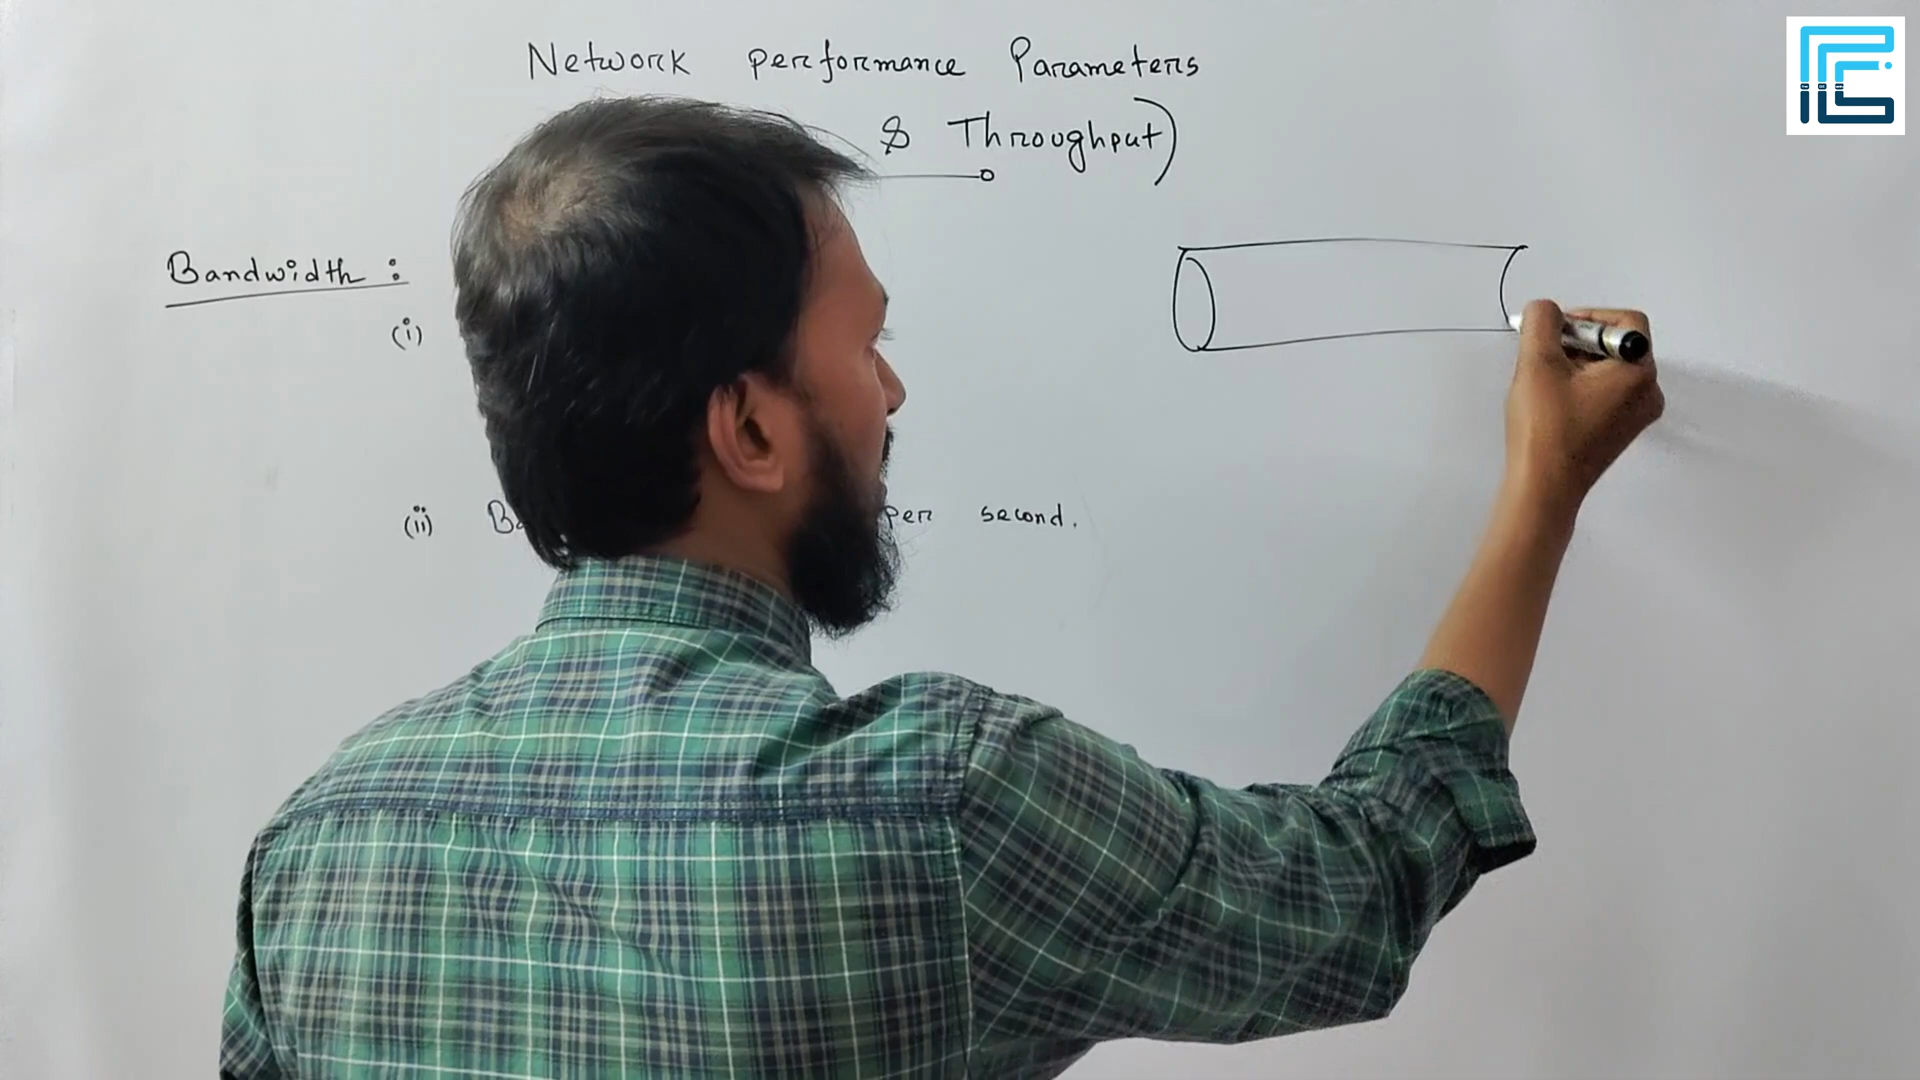 Network performance Parameters
& Throughput)
Bandwidth :
(i)
(ii) per second.